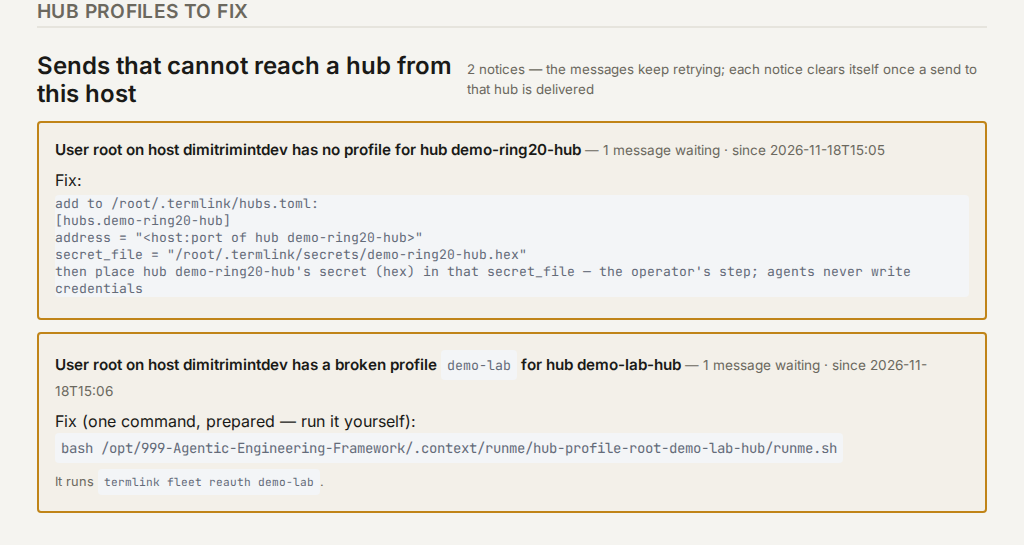 HUB PROFILES TO FIX
Sends that cannot reach a hub from
this host
2 notices — the messages keep retrying; each notice clears itself once a send to
that hub is delivered
User root on host dimitrimintdev has no profile for hub demo-ring20-hub — 1 message waiting · since 2026-11-18T15:05
Fix:
add to /root/.termlink/hubs.toml:
[hubs.demo-ring20-hub]
address = "<host:port of hub demo-ring20-hub>"
secret_file = "/root/.termlink/secrets/demo-ring20-hub.hex"
then place hub demo-ring20-hub's secret (hex) in that secret_file — the operator's step; agents never write
credentials
User root on host dimitrimintdev has a broken profile demo-lab for hub demo-lab-hub — 1 message waiting · since 2026-11-
18T15:06
Fix (one command, prepared — run it yourself):
bash /opt/999-Agentic-Engineering-Framework/.context/runme/hub-profile-root-demo-lab-hub/runme.sh
It runs termlink fleet reauth demo-lab.